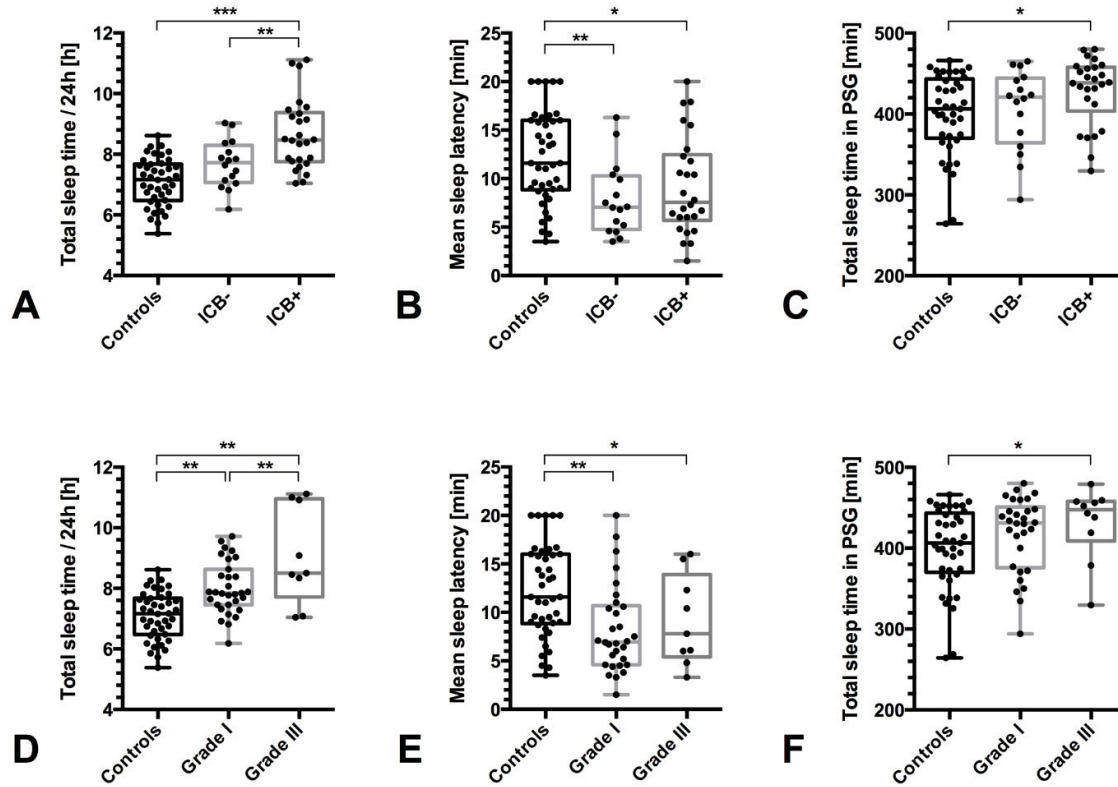 ***
**
Total sleep time / 24h [h]
12
10
8
6
4
Controls
ICB-
ICB+
A
*
**
Mean sleep latency [min]
25
20
15
10
5
0
Controls
ICB-
ICB+
B
*
Total sleep time in PSG [min]
500
400
300
200
Controls
ICB-
ICB+
C
**
**
**
Total sleep time / 24h [h]
12
10
8
6
4
Controls
Grade I
Grade III
D
*
**
Mean sleep latency [min]
25
20
15
10
5
0
Controls
Grade I
Grade III
E
*
Total sleep time in PSG [min]
500
400
300
200
Controls
Grade I
Grade III
F